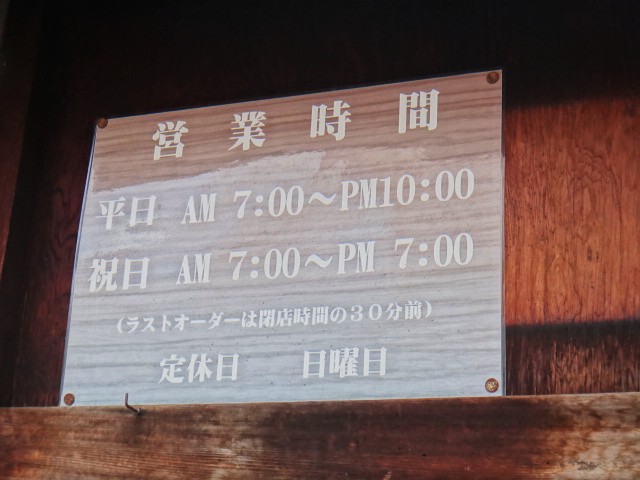 営業時間
平日 AM 7:00～PM10:00
祝日 AM 7:00～PM 7:00
（ラストオーダーは閉店時間の３０分前）
定休日 日曜日